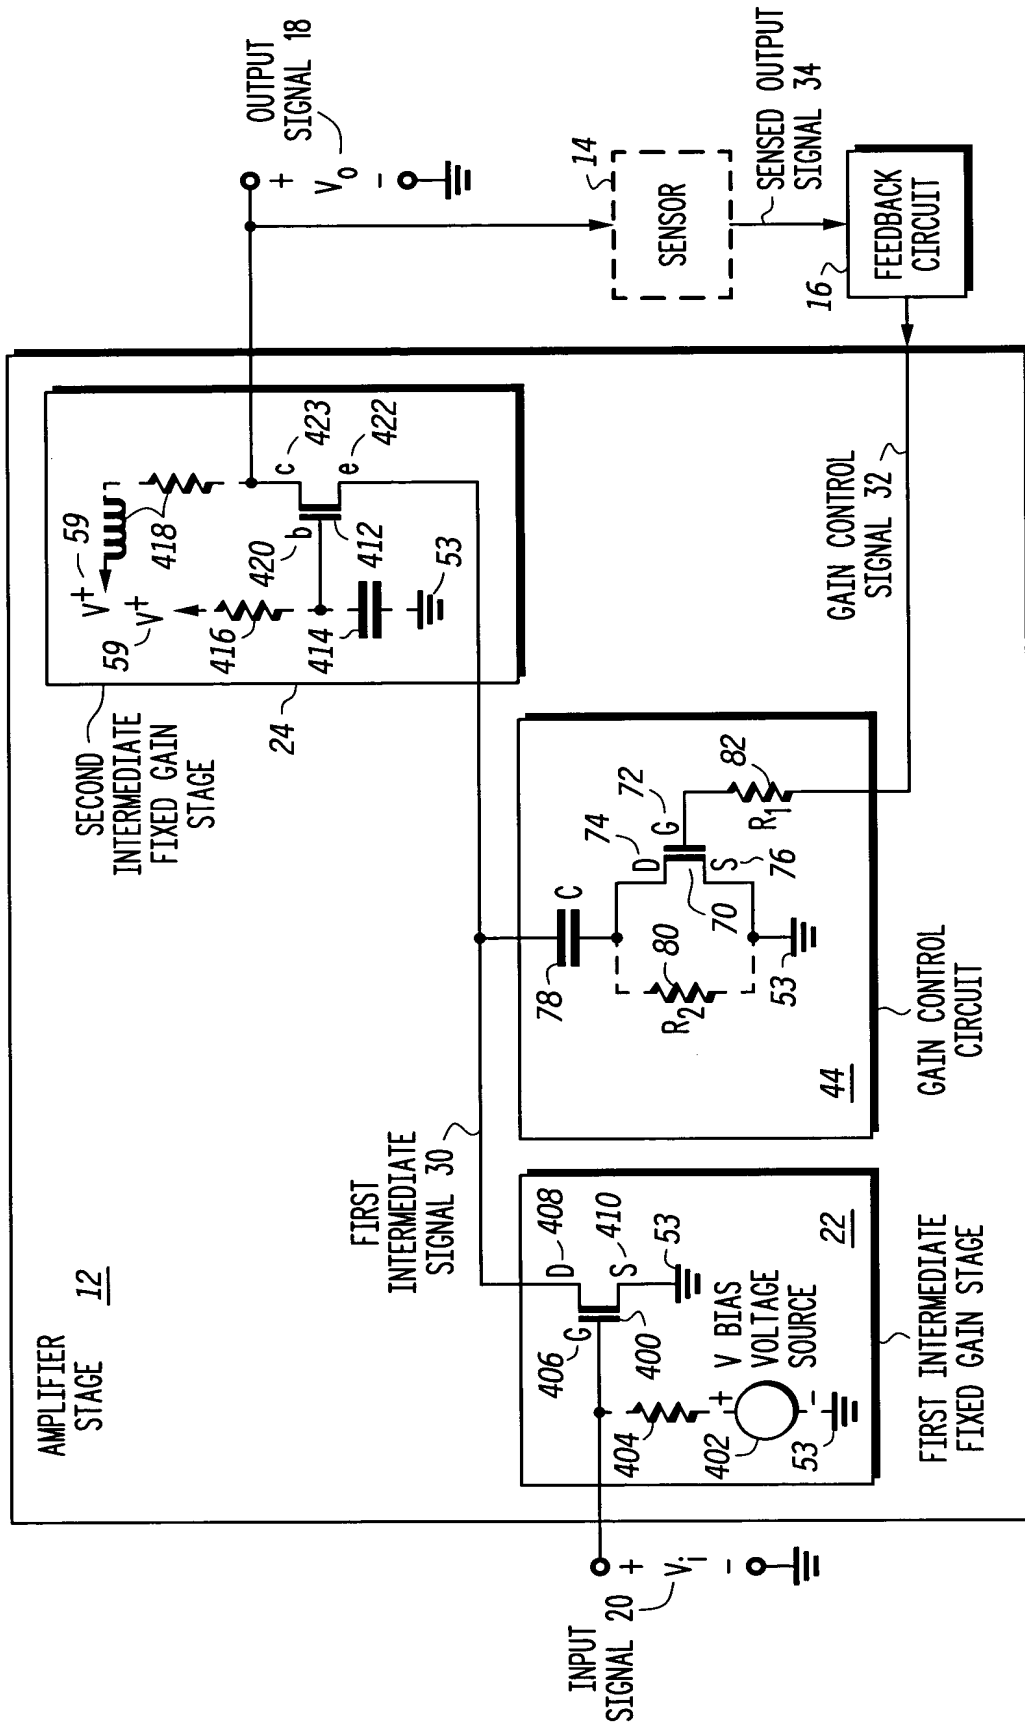 AMPLIFIER
STAGE
12
INPUT
SIGNAL 20
+
Vi
-
FIRST
INTERMEDIATE
SIGNAL 30
D
408
G
406
S
410
400
53
404
+
-
402
V BIAS
VOLTAGE
SOURCE
53
22
FIRST INTERMEDIATE
FIXED GAIN STAGE
78
C
D
74
G
72
S
76
70
80
R2
R1
82
53
44
GAIN CONTROL
CIRCUIT
SECOND
INTERMEDIATE
FIXED GAIN
STAGE
24
V+
59
V+
59
418
416
c
423
b
420
e
422
412
414
53
OUTPUT
SIGNAL 18
+
Vo
-
14
SENSOR
SENSED OUTPUT
SIGNAL 34
16
FEEDBACK
CIRCUIT
GAIN CONTROL
SIGNAL 32